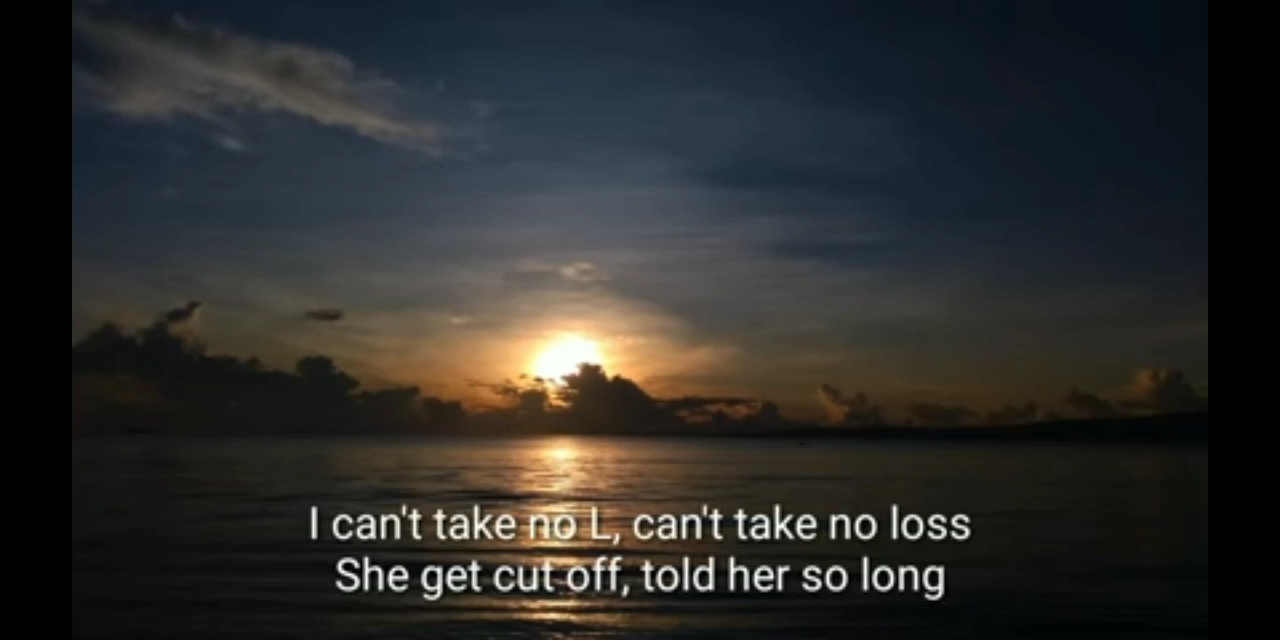 I can't take no L, can't take no loss
She get cut off, told her so long